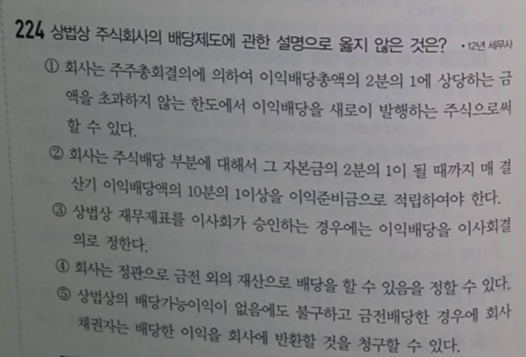 224 상법상 주식회사의 배당제도에 관한 설명으로 옳지 않은 것은? •12년 세무사
① 회사는 주주총회결의에 의하여 이익배당총액의 2분의 1에 상당하는 금
액을 초과하지 않는 한도에서 이익배당을 새로이 발행하는 주식으로써
할 수 있다.
② 회사는 주식배당 부분에 대해서 그 자본금의 2분의 1이 될 때까지 매 결
산기 이익배당액의 10분의 1이상을 이익준비금으로 적립하여야 한다.
③ 상법상 재무제표를 이사회가 승인하는 경우에는 이익배당을 이사회결
의로 정한다.
④ 회사는 정관으로 금전 외의 재산으로 배당을 할 수 있음을 정할 수 있다.
⑤ 상법상의 배당가능이익이 없음에도 불구하고 금전배당한 경우에 회사
채권자는 배당한 이익을 회사에 반환할 것을 청구할 수 있다.